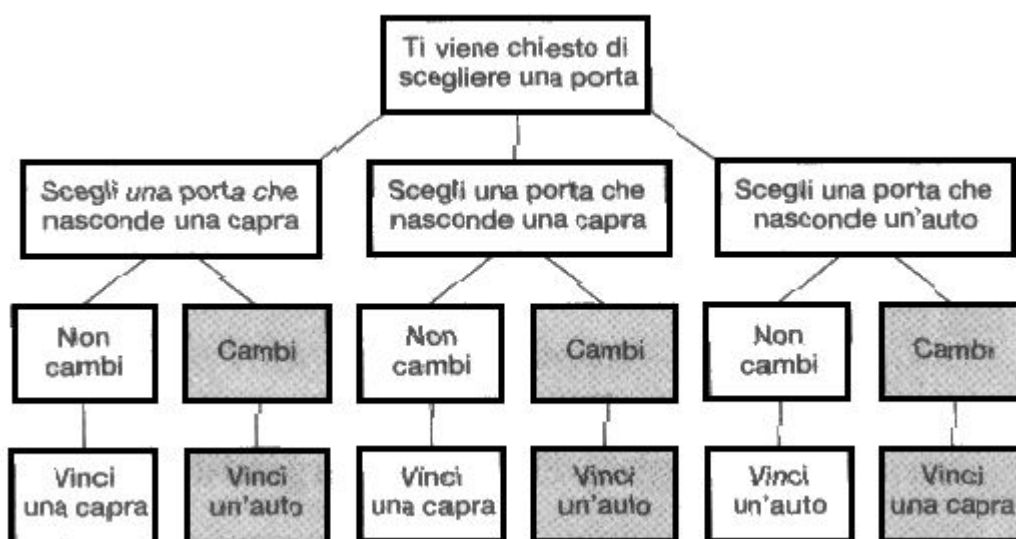 Ti viene chiesto di
scegliere una porta
Scegli una porta che
nasconde una capra
Scegli una porta che
nasconde una capra
Scegli una porta che
nasconde un'auto
Non
cambi
Cambi
Non
cambi
Cambi
Non
cambi
Cambi
Vinci
una capra
Vinci
un'auto
Vinci
una capra
Vinci
un'auto
Vinci
un'auto
Vinci
una capra